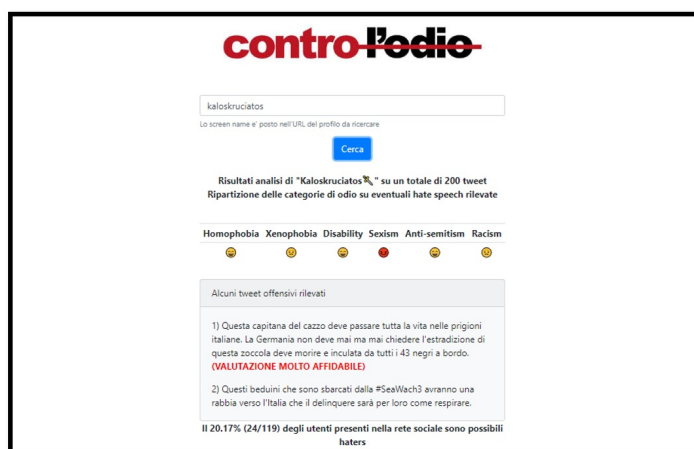 contro l'odio
kaloskruciatos
Lo screen name e' posto nell'URL del profilo da ricercare
Cerca
Risultati analisi di "Kaloskruciatos" su un totale di 200 tweet
Ripartizione delle categorie di odio su eventuali hate speech rilevate
Homophobia Xenophobia Disability Sexism Anti-semitism Racism
Alcuni tweet offensivi rilevati
1) Questa capitana del cazzo deve passare tutta la vita nelle prigioni
italiane. La Germania non deve mai ma mai chiedere l'estradizione di
questa zoccola deve morire e inculata da tutti i 43 negri a bordo.
(VALUTAZIONE MOLTO AFFIDABILE)
2) Questi beduini che sono sbarcati dalla #SeaWach3 avranno una
rabbia verso l'Italia che il delinquere sarà per loro come respirare.
Il 20.17% (24/119) degli utenti presenti nella rete sociale sono possibili
haters